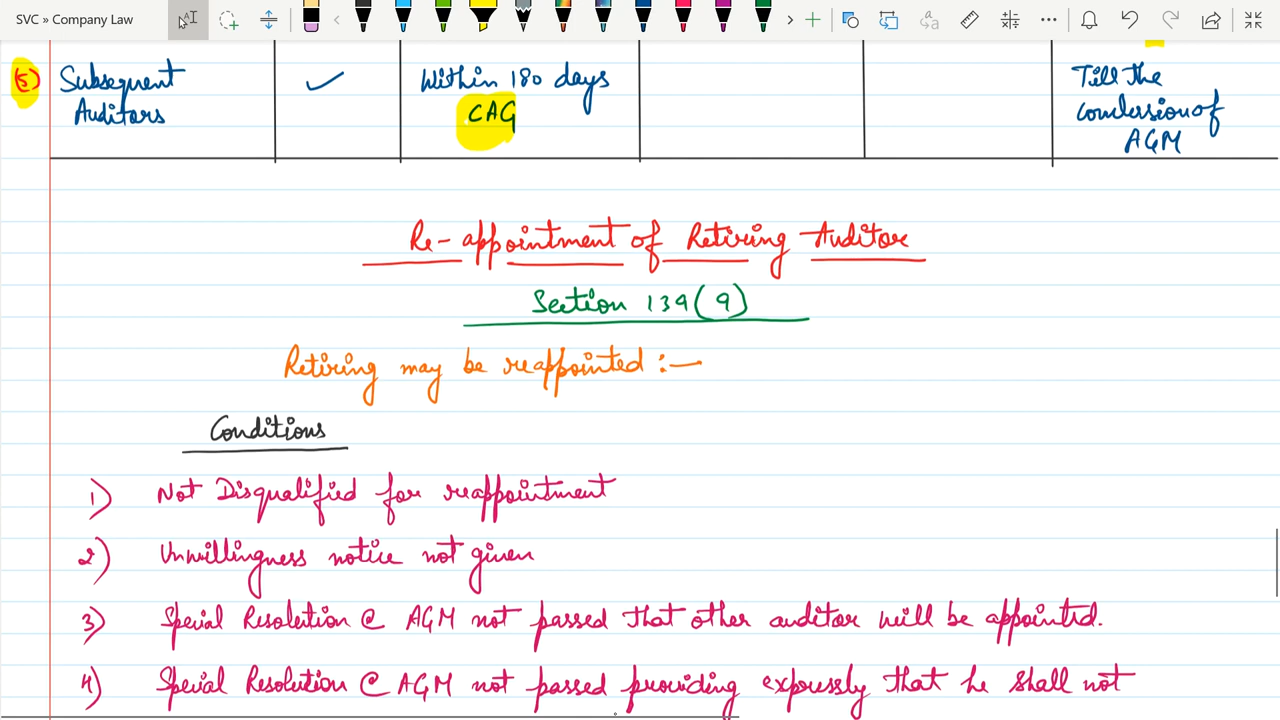 SVC » Company Law
(5) Subsequent Auditors ✓ Within 180 days CAG Till the conclusion of AGM
Re-appointment of Retiring Auditor
Section 139(9)
Retiring may be reappointed :—
Conditions
1) Not Disqualified for reappointment
2) Unwillingness notice not given
3) Special Resolution @ AGM not passed that other auditor will be appointed.
4) Special Resolution @ AGM not passed providing expressly that he shall not